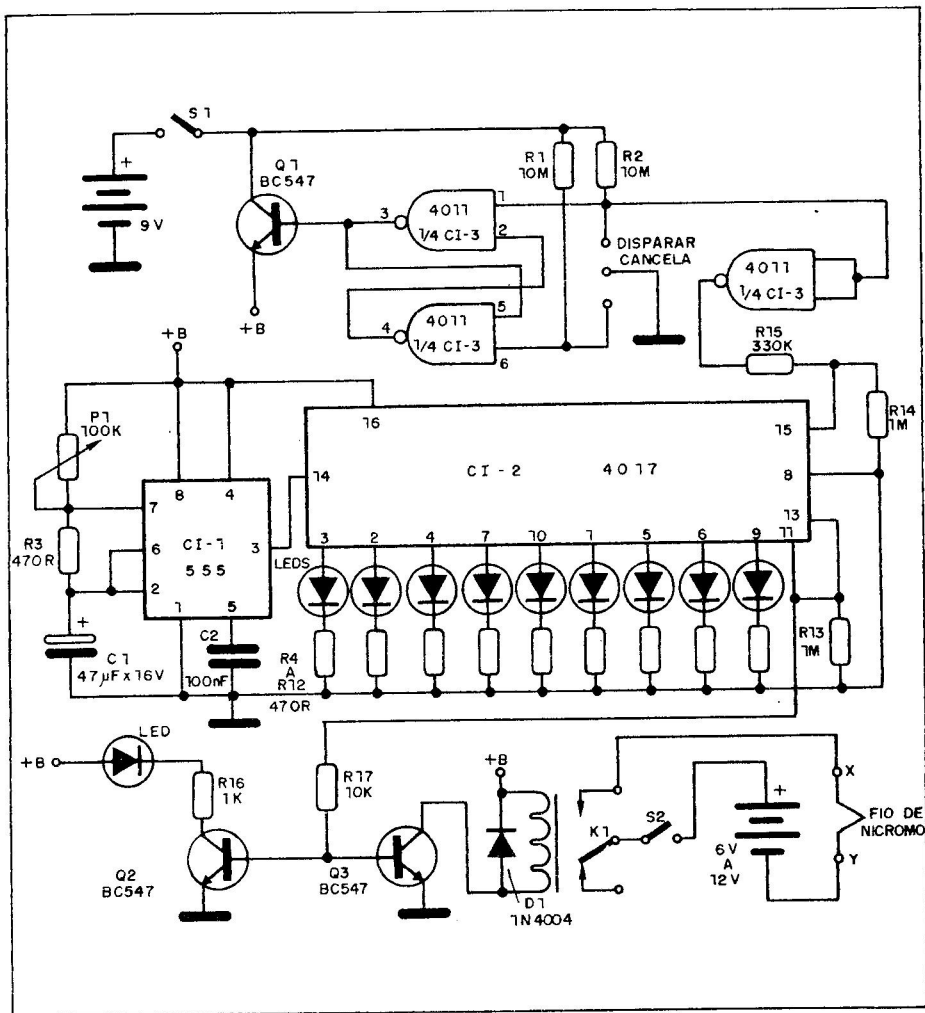 S1
+
9V
Q1
BC547
+B
3
4011
1/4 CI-3
1
2
R1
10M
R2
10M
DISPARAR
CANCELA
4011
1/4 CI-3
4
4011
1/4 CI-3
5
6
R15
330K
R14
1M
+B
P1
100K
R3
470R
+
C1
47µF x 16V
8
4
7
6
2
CI-1
555
3
1
5
C2
100nF
16
14
CI-2 4017
15
8
13
11
3 2 4 7 10 1 5 6 9
LEDS
R4
A
R12
470R
R13
1M
+B
LED
R16
1K
Q2
BC547
R17
10K
Q3
BC547
+B
D1
1N4004
K1
S2
+
6V
A
12V
X
FIO DE
NICROMO
Y